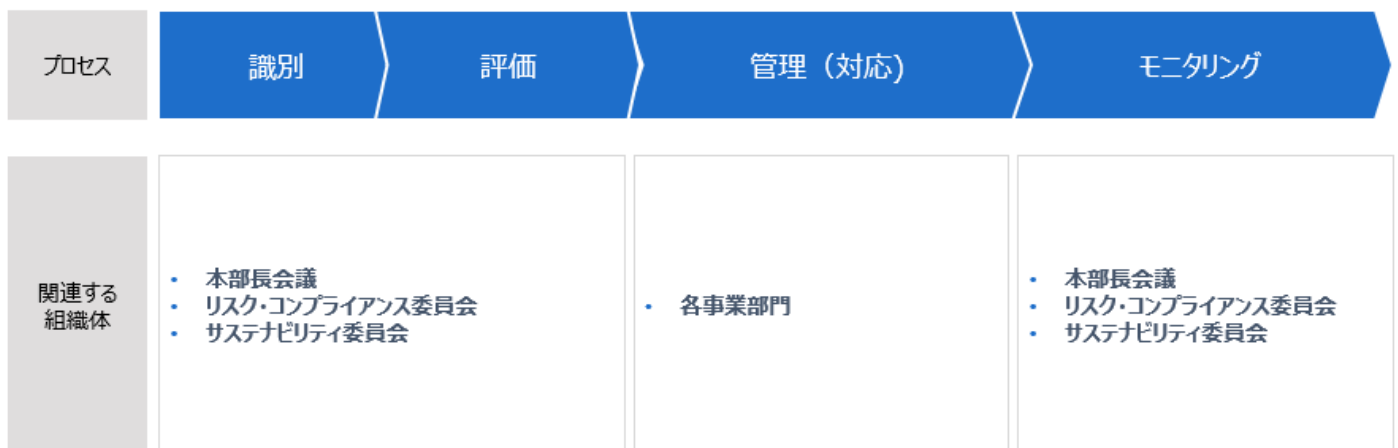 プロセス
識別
評価
管理（対応)
モニタリング
関連する
組織体
・ 本部長会議
・ リスク・コンプライアンス委員会
・ サステナビリティ委員会
・ 各事業部門
・ 本部長会議
・ リスク・コンプライアンス委員会
・ サステナビリティ委員会